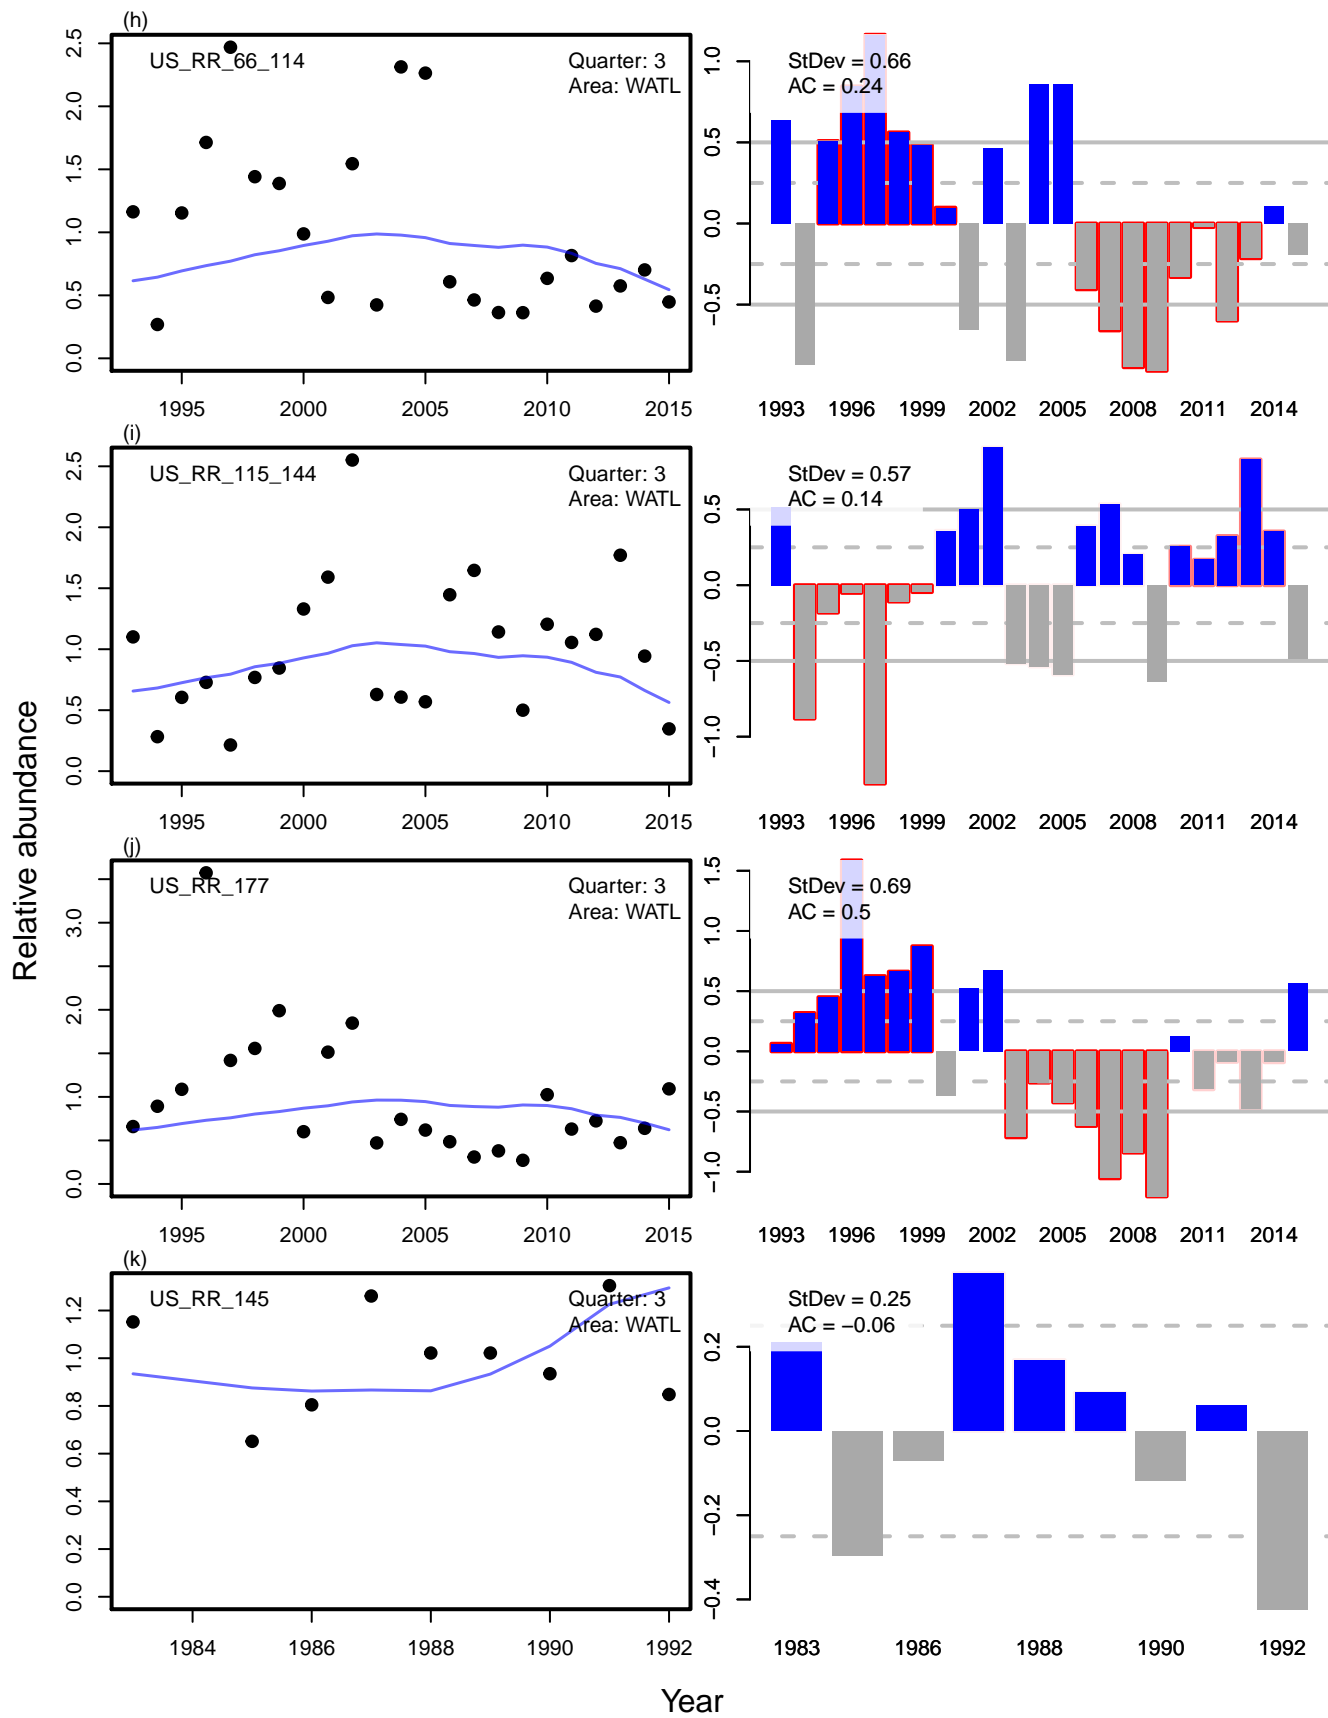 (h)
US_RR_66_114
Quarter: 3
Area: WATL
0.0 0.5 1.0 1.5 2.0 2.5
1995 2000 2005 2010 2015
StDev = 0.66
AC = 0.24
−0.5 0.0 0.5 1.0
1993 1996 1999 2002 2005 2008 2011 2014
(i)
US_RR_115_144
Quarter: 3
Area: WATL
0.0 0.5 1.0 1.5 2.0 2.5
1995 2000 2005 2010 2015
StDev = 0.57
AC = 0.14
−1.0 −0.5 0.0 0.5
1993 1996 1999 2002 2005 2008 2011 2014
(j)
US_RR_177
Quarter: 3
Area: WATL
0.0 1.0 2.0 3.0
1995 2000 2005 2010 2015
StDev = 0.69
AC = 0.5
−1.0 −0.5 0.0 0.5 1.0 1.5
1993 1996 1999 2002 2005 2008 2011 2014
(k)
US_RR_145
Quarter: 3
Area: WATL
0.0 0.2 0.4 0.6 0.8 1.0 1.2
1984 1986 1988 1990 1992
StDev = 0.25
AC = −0.06
−0.4 −0.2 0.0 0.2
1983 1986 1988 1990 1992
Relative abundance
Year